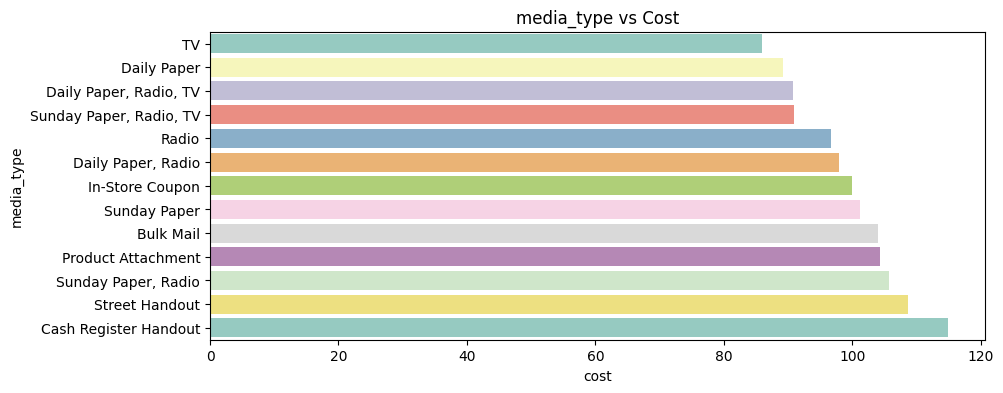 media_type vs Cost
media_type
TV
Daily Paper
Daily Paper, Radio, TV
Sunday Paper, Radio, TV
Radio
Daily Paper, Radio
In-Store Coupon
Sunday Paper
Bulk Mail
Product Attachment
Sunday Paper, Radio
Street Handout
Cash Register Handout
0 20 40 60 80 100 120
cost